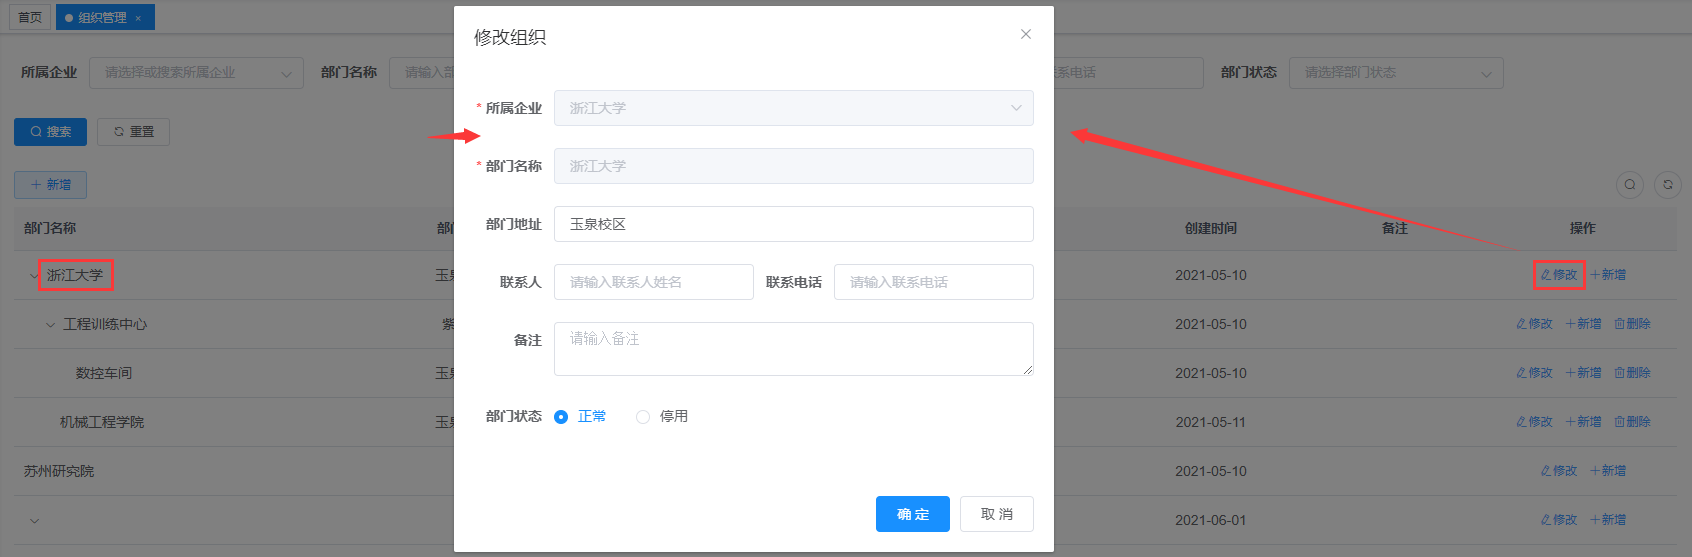 首页
组织管理 ×
所属企业 请选择或搜索所属企业 部门名称 请输入部 系电话 部门状态 请选择部门状态
搜索 重置
+ 新增
部门名称 部门 创建时间 备注 操作
浙江大学 玉泉 2021-05-10 修改 +新增
工程训练中心 紫 2021-05-10 修改 +新增 删除
数控车间 玉泉 2021-05-10 修改 +新增 删除
机械工程学院 玉泉 2021-05-11 修改 +新增 删除
苏州研究院 2021-05-10 修改 +新增
2021-06-01 修改 +新增
修改组织
* 所属企业 浙江大学
* 部门名称 浙江大学
部门地址 玉泉校区
联系人 请输入联系人姓名 联系电话 请输入联系电话
备注 请输入备注
部门状态 正常 停用
确 定 取 消